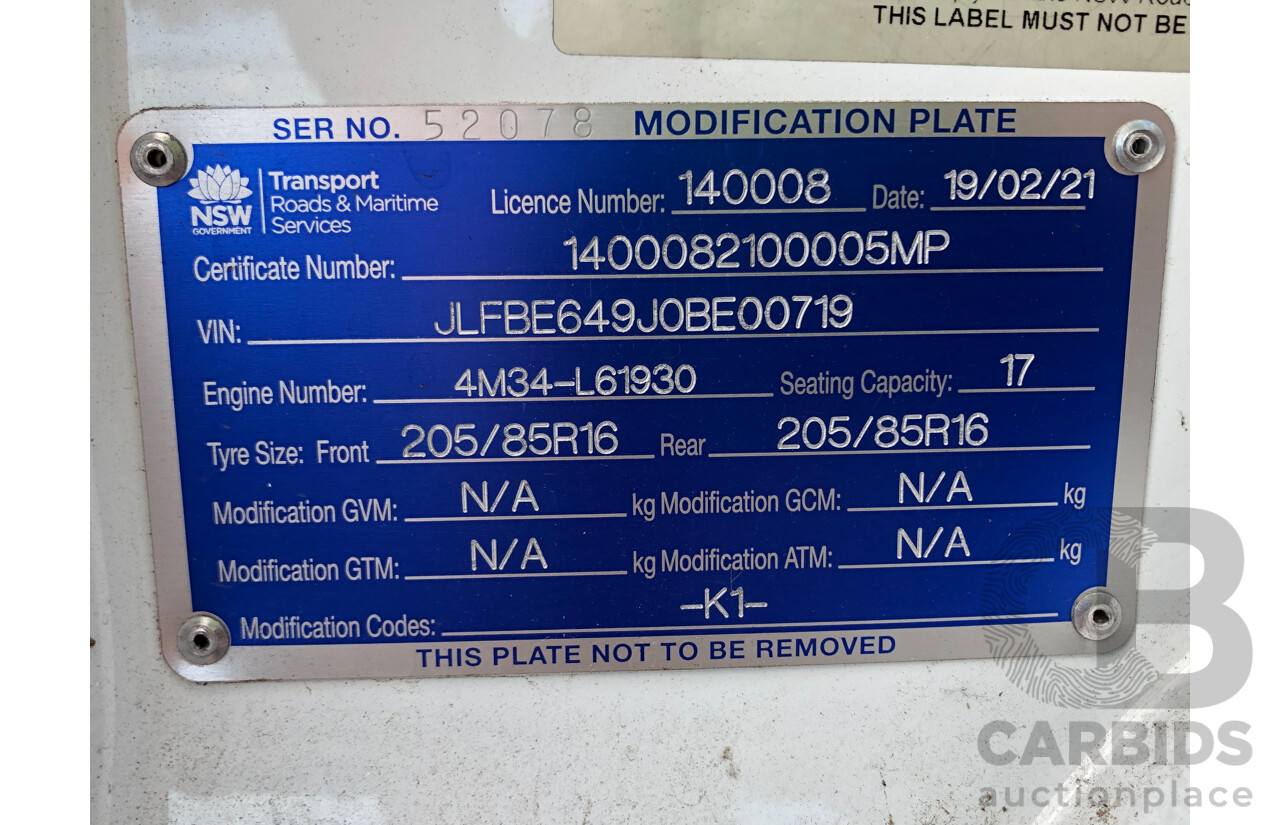 THIS LABEL MUST NOT BE
SER NO. 52078 MODIFICATION PLATE
NSW GOVERNMENT
Transport
Roads & Maritime
Services
Licence Number: 140008 Date: 19/02/21
Certificate Number: 1400082100005MP
VIN: JLFBE649J0BE00719
Engine Number: 4M34-L61930 Seating Capacity: 17
Tyre Size: Front 205/85R16 Rear 205/85R16
Modification GVM: N/A kg Modification GCM: N/A kg
Modification GTM: N/A kg Modification ATM: N/A kg
Modification Codes: -K1-
THIS PLATE NOT TO BE REMOVED
CARBIDS
auctionplace